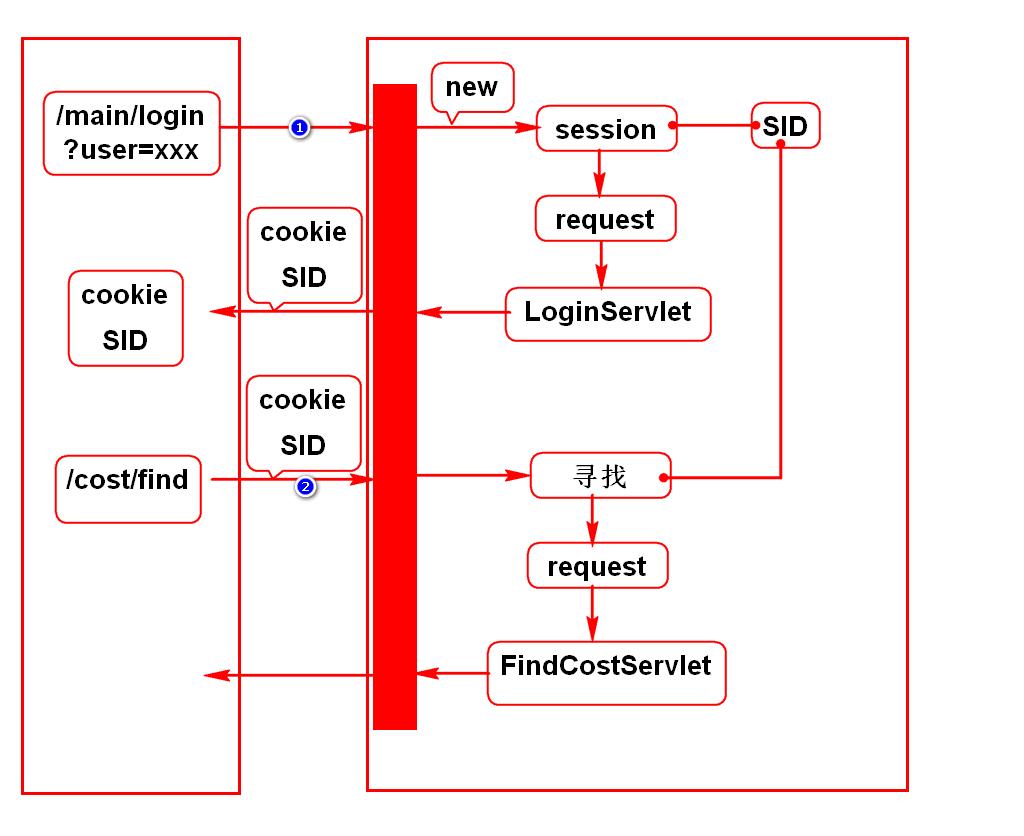 new
/main/login
?user=xxx
1
session
SID
request
cookie
SID
cookie
SID
LoginServlet
cookie
SID
/cost/find
2
寻找
request
FindCostServlet